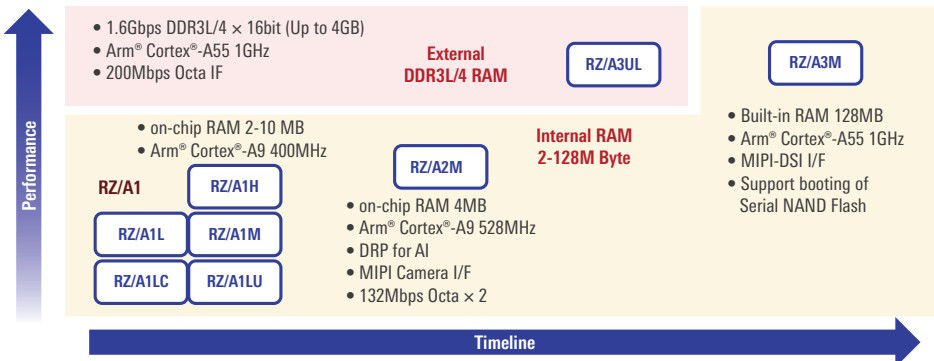 Performance
• 1.6Gbps DDR3L/4 × 16bit (Up to 4GB)
• Arm® Cortex®-A55 1GHz
• 200Mbps Octa IF
External
DDR3L/4 RAM
RZ/A3UL
RZ/A3M
• Built-in RAM 128MB
• Arm® Cortex®-A55 1GHz
• MIPI-DSI I/F
• Support booting of
Serial NAND Flash
• on-chip RAM 2-10 MB
• Arm® Cortex®-A9 400MHz
Internal RAM
2-128M Byte
RZ/A1
RZ/A1H
RZ/A1L
RZ/A1M
RZ/A1LC
RZ/A1LU
RZ/A2M
• on-chip RAM 4MB
• Arm® Cortex®-A9 528MHz
• DRP for AI
• MIPI Camera I/F
• 132Mbps Octa × 2
Timeline